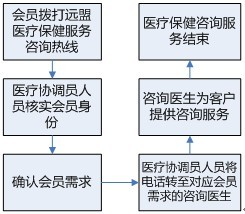 会员拨打远盟
医疗保健服务
咨询热线
医疗协调员人
员核实会员身
份
确认会员需求
医疗协调员人员将
电话转至对应会员
需求的咨询医生
咨询医生为客户
提供咨询服务
医疗保健咨询服
务结束